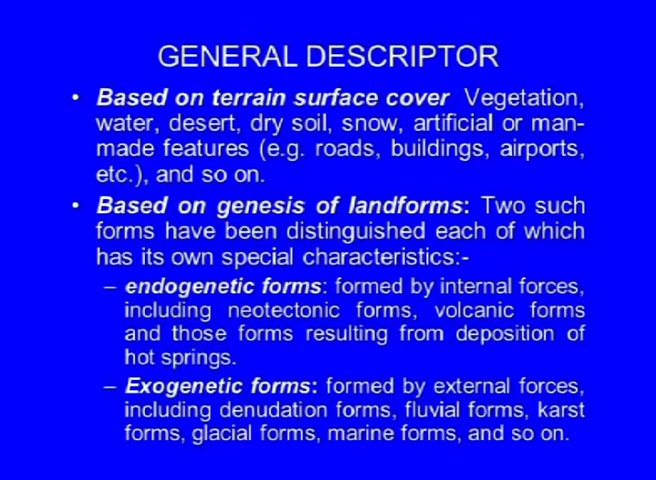 GENERAL DESCRIPTOR
• Based on terrain surface cover Vegetation,
water, desert, dry soil, snow, artificial or man-
made features (e.g. roads, buildings, airports,
etc.), and so on.
• Based on genesis of landforms: Two such
forms have been distinguished each of which
has its own special characteristics:-
– endogenetic forms: formed by internal forces,
including neotectonic forms, volcanic forms
and those forms resulting from deposition of
hot springs.
– Exogenetic forms: formed by external forces,
including denudation forms, fluvial forms, karst
forms, glacial forms, marine forms, and so on.